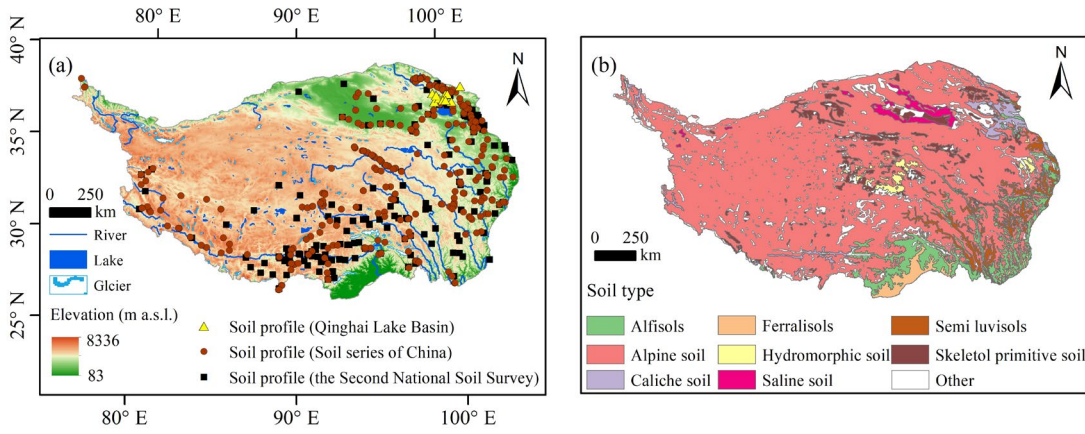 80° E 90° E 100° E
40° N
35° N
30° N
25° N
(a)
N
0 250
km
River
Lake
Glcier
Elevation (m a.s.l.)
8336
83
Soil profile (Qinghai Lake Basin)
Soil profile (Soil series of China)
Soil profile (the Second National Soil Survey)
80° E 90° E 100° E
(b)
N
0 250
km
Soil type
Alfisols Ferralisols Semi luvisols
Alpine soil Hydromorphic soil Skeletol primitive soil
Caliche soil Saline soil Other